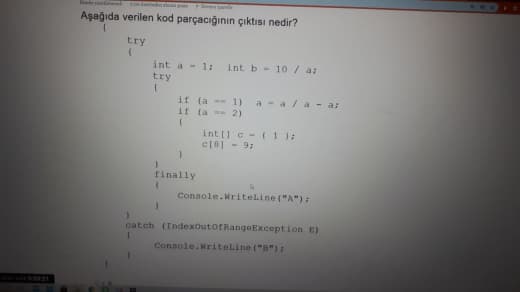 Aşağıda verilen kod parçacığının çıktısı nedir?
{
try
{
int a = 1; int b = 10 / a;
try
{
if (a == 1) a = a / a - a;
if (a == 2)
{
int[] c = { 1 };
c[8] = 9;
}
}
finally
{
Console.WriteLine("A");
}
}
catch (IndexOutOfRangeException E)
{
Console.WriteLine("B");
}
}